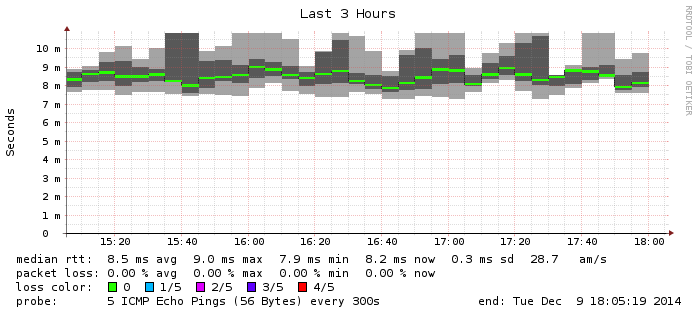 Last 3 Hours
RRDTOOL / TOBI OETIKER
Seconds
10 m
9 m
8 m
7 m
6 m
5 m
4 m
3 m
2 m
1 m
0
15:20 15:40 16:00 16:20 16:40 17:00 17:20 17:40 18:00
median rtt: 8.5 ms avg 9.0 ms max 7.9 ms min 8.2 ms now 0.3 ms sd 28.7 am/s
packet loss: 0.00 % avg 0.00 % max 0.00 % min 0.00 % now
loss color: 0 1/5 2/5 3/5 4/5
probe: 5 ICMP Echo Pings (56 Bytes) every 300s end: Tue Dec 9 18:05:19 2014